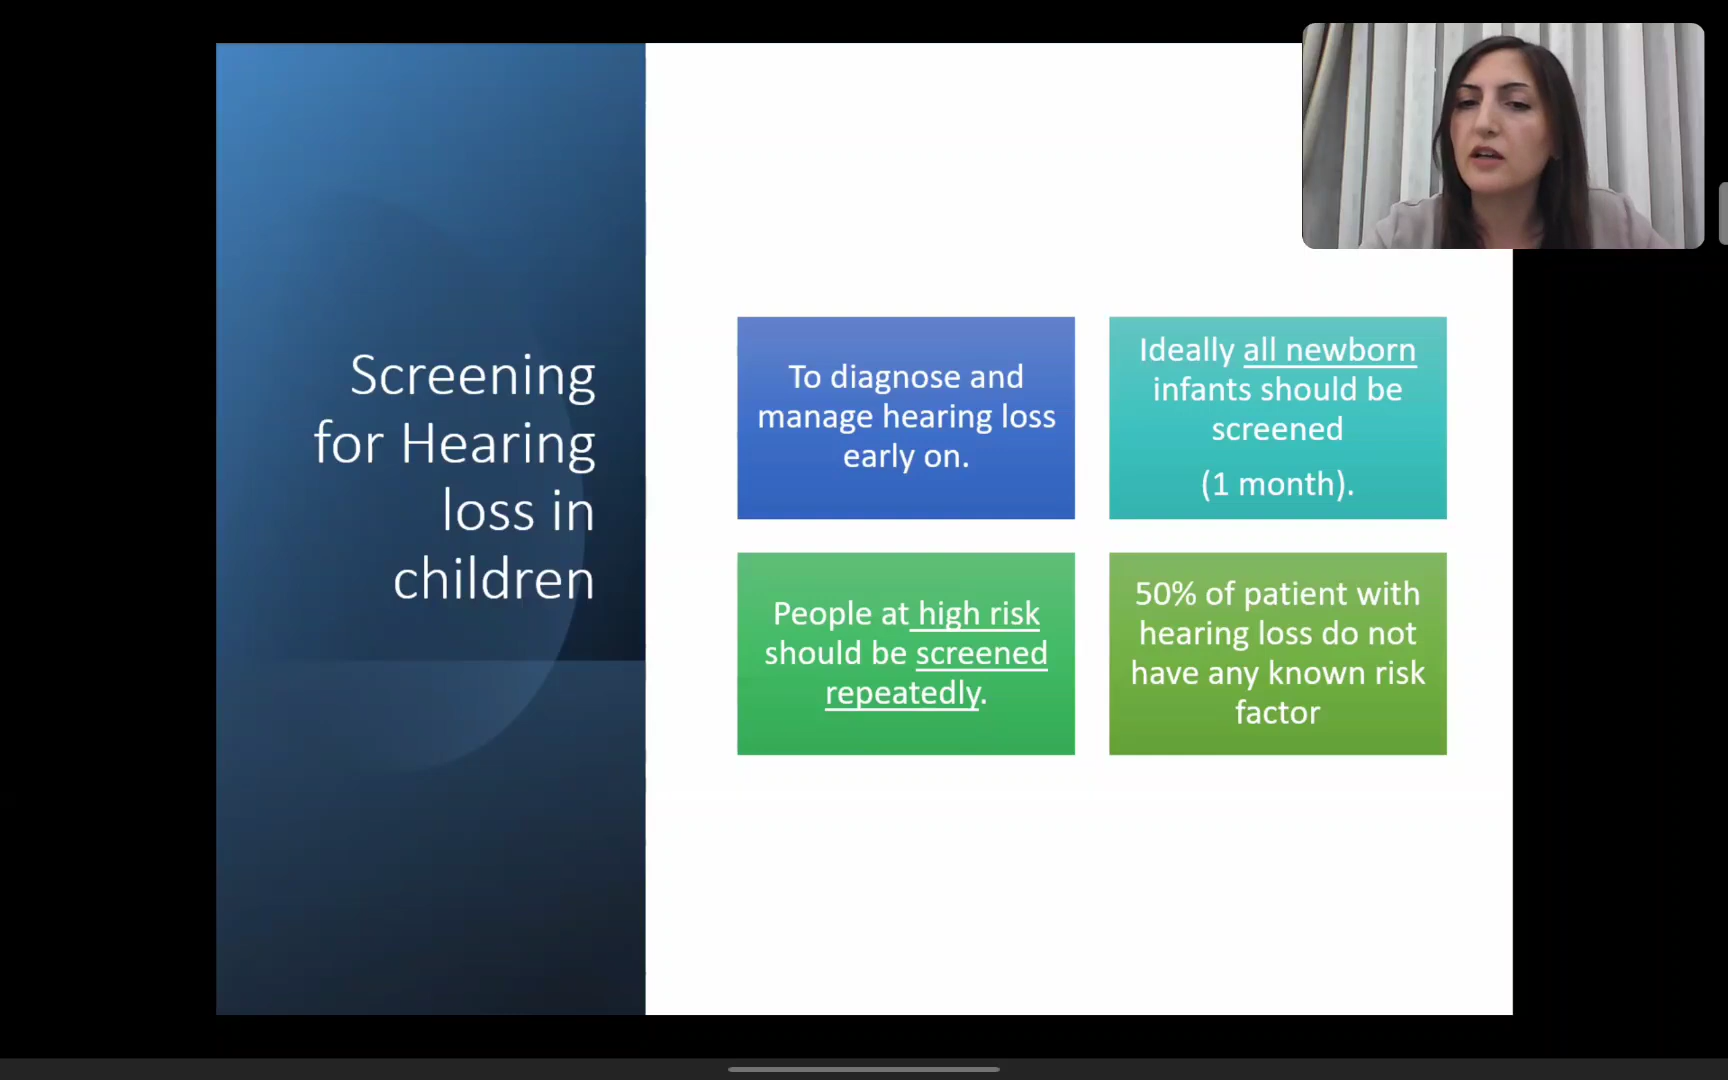 Screening
for Hearing
loss in
children
To diagnose and
manage hearing loss
early on.
Ideally all newborn
infants should be
screened
(1 month).
People at high risk
should be screened
repeatedly.
50% of patient with
hearing loss do not
have any known risk
factor